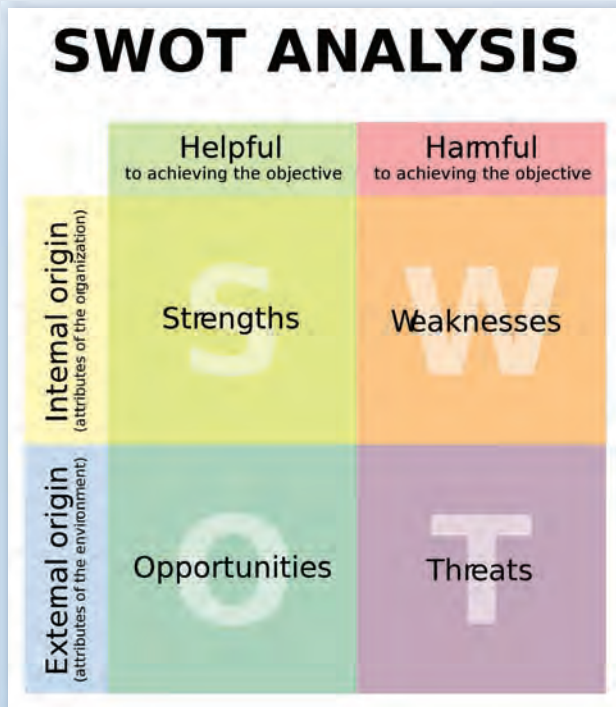 SWOT ANALYSIS
Helpful
to achieving the objective
Harmful
to achieving the objective
Internal origin
(attributes of the organization)
S
Strengths
W
Weaknesses
External origin
(attributes of the environment)
O
Opportunities
T
Threats